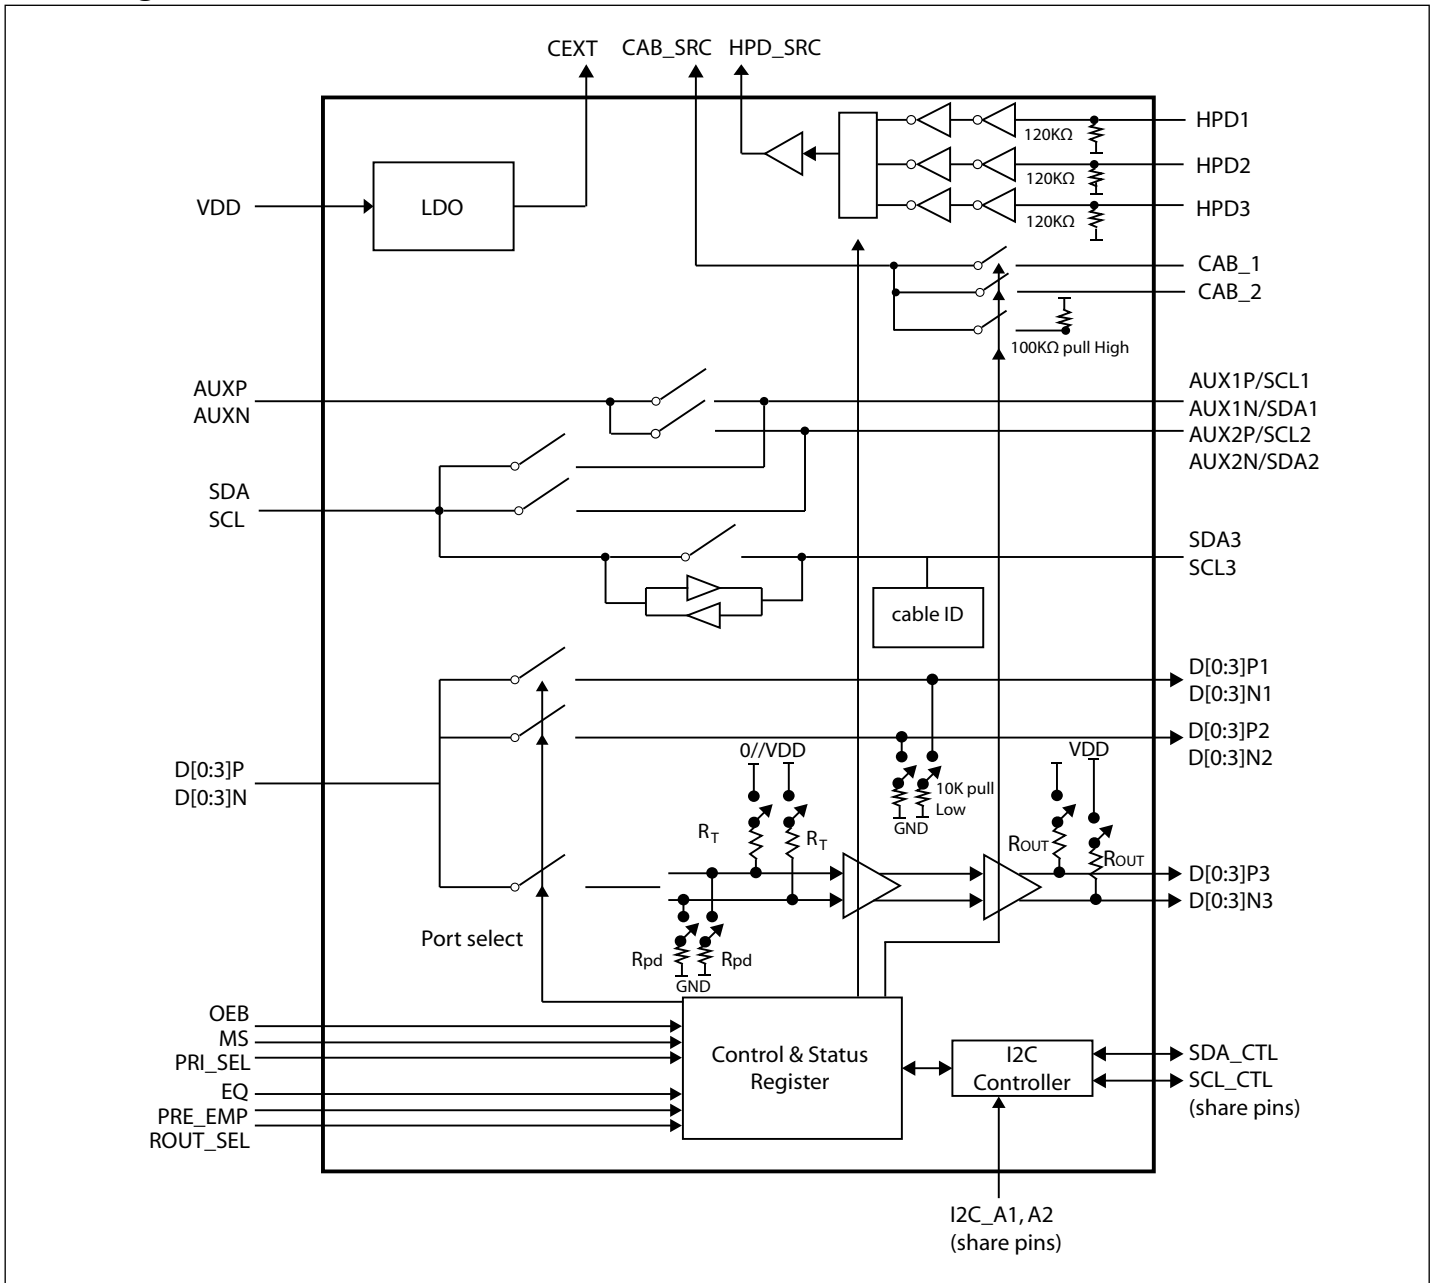 CEXT CAB_SRC HPD_SRC
HPD1
120KΩ
HPD2
120KΩ
HPD3
120KΩ
VDD
LDO
CAB_1
CAB_2
100KΩ pull High
AUXP
AUXN
AUX1P/SCL1
AUX1N/SDA1
AUX2P/SCL2
AUX2N/SDA2
SDA
SCL
SDA3
SCL3
cable ID
D[0:3]P1
D[0:3]N1
D[0:3]P2
D[0:3]N2
D[0:3]P
D[0:3]N
0//VDD
VDD
10K pull
Low
GND
RT
RT
ROUT
ROUT
D[0:3]P3
D[0:3]N3
Port select
Rpd
Rpd
GND
OEB
MS
PRI_SEL
EQ
PRE_EMP
ROUT_SEL
Control & Status
Register
I2C
Controller
SDA_CTL
SCL_CTL
(share pins)
I2C_A1, A2
(share pins)